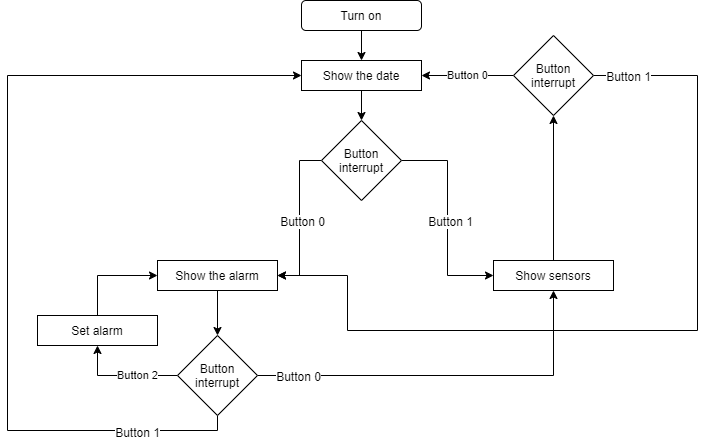 Turn on
Show the date
Button 0
Button
interrupt
Button 1
Button
interrupt
Button 0
Button 1
Show the alarm
Show sensors
Set alarm
Button 2
Button
interrupt
Button 0
Button 1